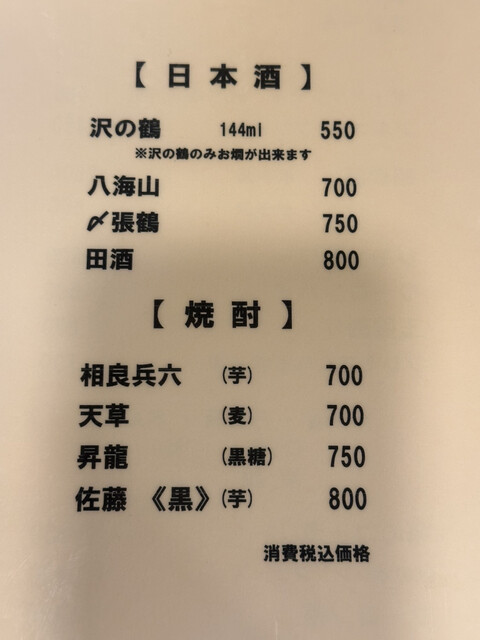 【 日 本 酒 】
沢の鶴 144ml 550
※沢の鶴のみお燗が出来ます
八海山 700
〆張鶴 750
田酒 800
【 焼 酎 】
相良兵六 (芋) 700
天草 (麦) 700
昇龍 (黒糖) 750
佐藤 《黒》 (芋) 800
消費税込価格